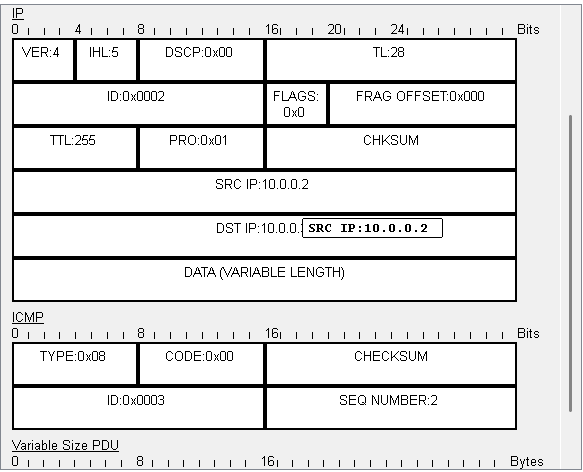 IP
0 4 8 16 20 24 Bits
VER:4 IHL:5 DSCP:0x00 TL:28
ID:0x0002 FLAGS: 0x0 FRAG OFFSET:0x000
TTL:255 PRO:0x01 CHKSUM
SRC IP:10.0.0.2
DST IP:10.0.0. SRC IP:10.0.0.2
DATA (VARIABLE LENGTH)
ICMP
0 8 16 Bits
TYPE:0x08 CODE:0x00 CHECKSUM
ID:0x0003 SEQ NUMBER:2
Variable Size PDU
0 8 16 Bytes